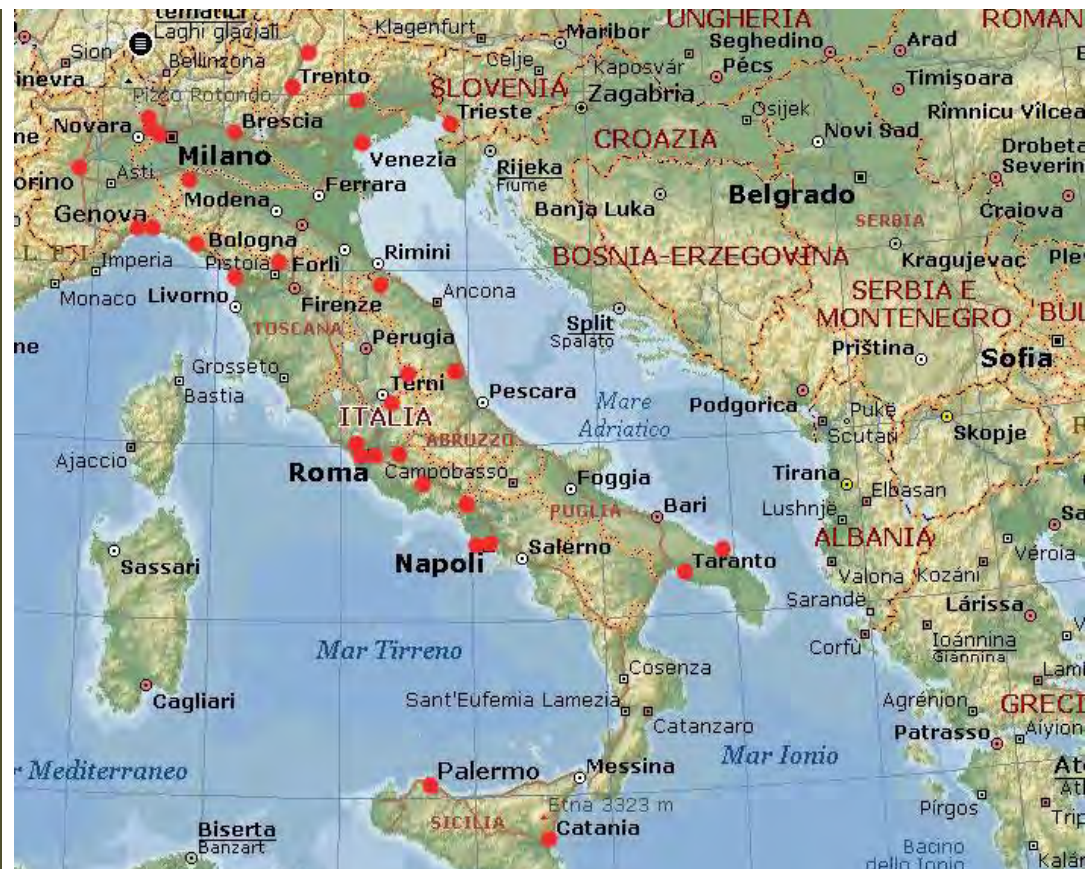 tematici
Laghi glaciali
Sion
Bellinzona
Klagenfurt
Maribor
UNGHERIA
Seghedino
Arad
Celje
Kaposvár
Pécs
Timişoara
Trento
Pizzo Rotondo
SLOVENIA
Trieste
Zagabria
Osijek
Novi Sad
Rîmnicu Vîlcea
Novara
Brescia
Milano
Venezia
CROAZIA
Rijeka
Fiume
Drobeta
Severin
Asti
Modena
Ferrara
Banja Luka
Belgrado
Craiova
SERBIA
Genova
Bologna
Rimini
BOSNIA-ERZEGOVINA
Kragujevac
Imperia
Pistoia
Forlì
Monaco
Livorno
Firenze
Ancona
SERBIA E
MONTENEGRO
TOSCANA
Perugia
Split
Spalato
Priština
Sofia
Grosseto
Bastia
Terni
Pescara
ITALIA
Mare
Adriatico
Podgorica
Pukë
Scutari
Skopje
Ajaccio
ABRUZZO
Roma
Campobasso
Foggia
Tirana
Elbasan
Bari
PUGLIA
Lushnjë
ALBANIA
Véroia
Sassari
Napoli
Salerno
Taranto
Valona
Kozáni
Sarandë
Lárissa
Corfù
Ioánnina
Giannina
Mar Tirreno
Cosenza
Cagliari
Sant'Eufemia Lamezia
Catanzaro
Agrénion
Patrasso
Aíyion
Mar Ionio
r Mediterraneo
Palermo
Messina
Etna 3323 m
SICILIA
Catania
Pírgos
Biserta
Banzart
Bacino
dello Ionio